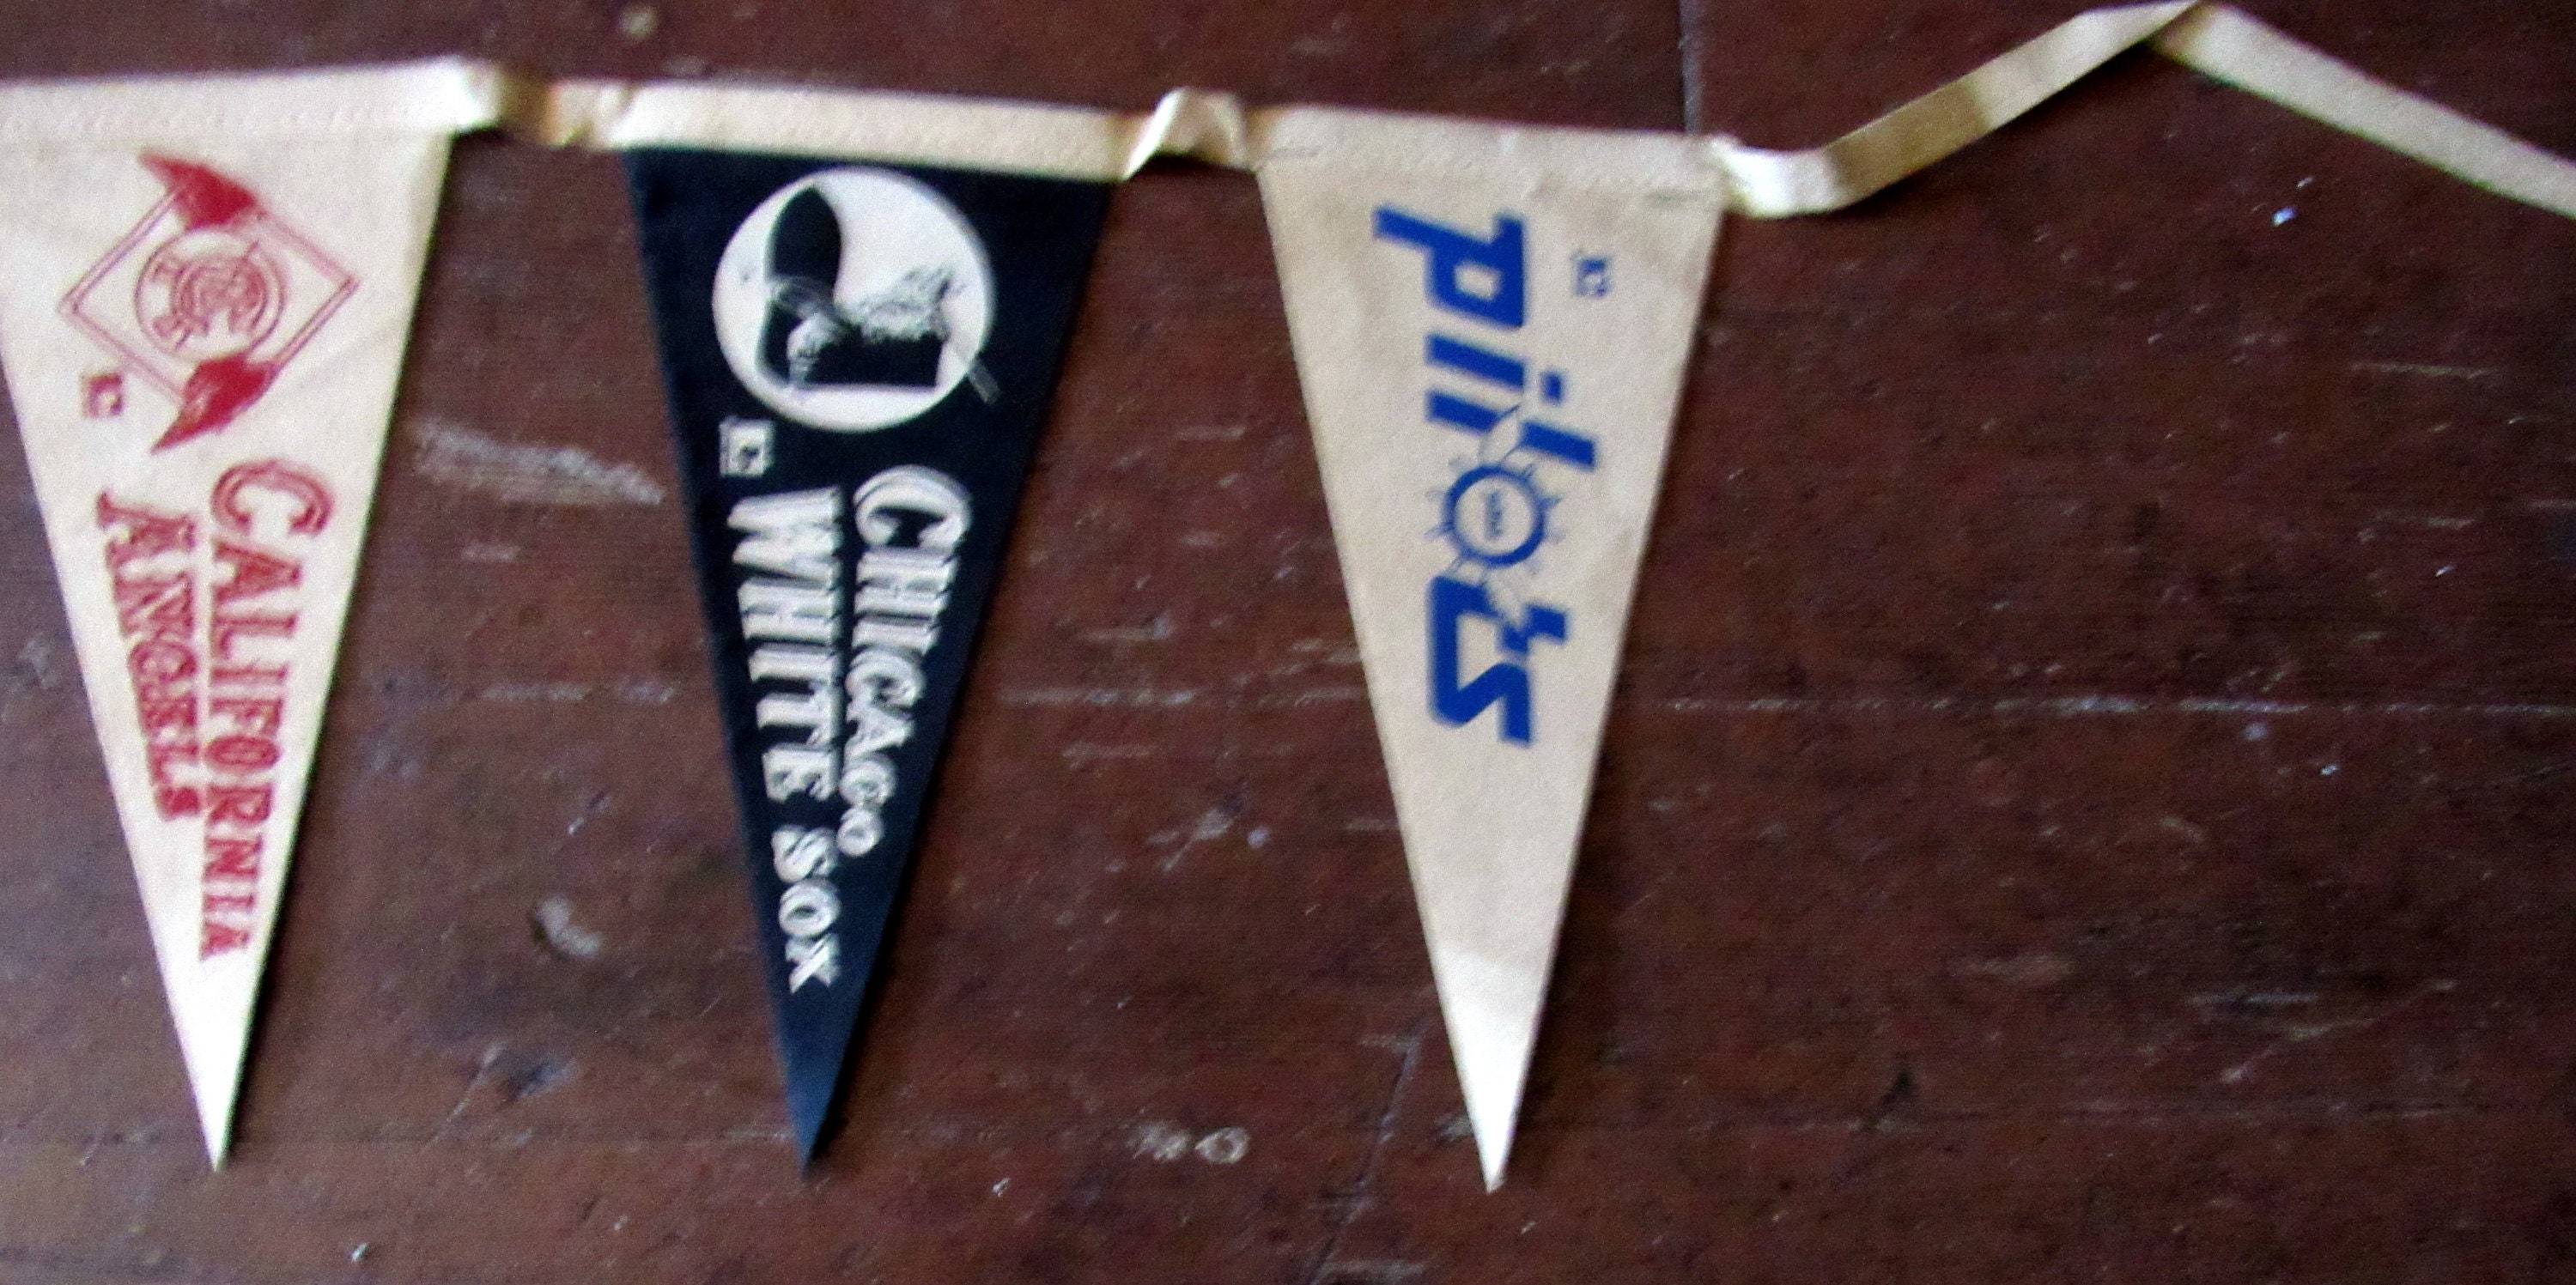 CALIFORNIA
ANGELS
CHICAGO
WHITE SOX
pilots